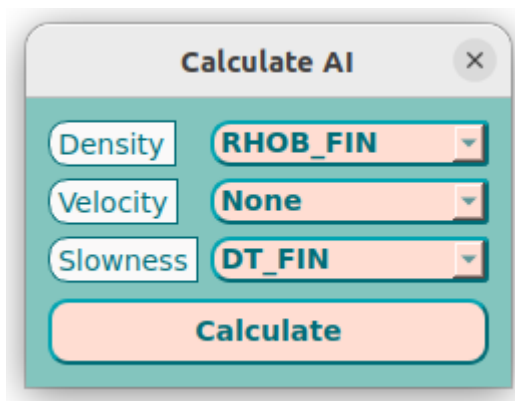 Calculate AI
Density RHOB_FIN
Velocity None
Slowness DT_FIN
Calculate